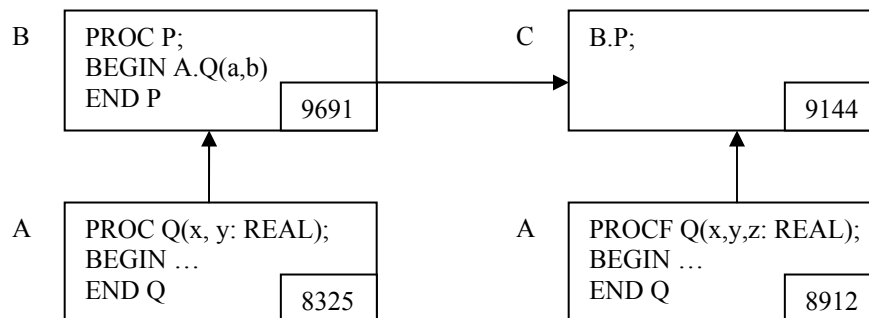 B
PROC P;
BEGIN A.Q(a,b)
END P
9691
C
B.P;
9144
A
PROC Q(x, y: REAL);
BEGIN …
END Q
8325
A
PROCF Q(x,y,z: REAL);
BEGIN …
END Q
8912